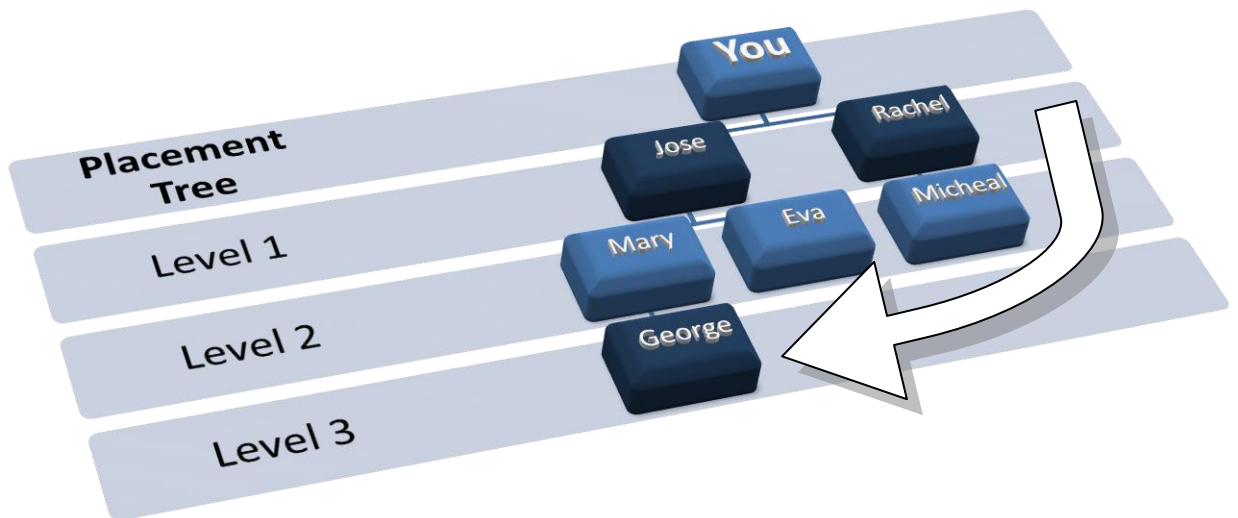 You
Placement
Tree
Jose
Rachel
Level 1
Mary
Eva
Micheal
Level 2
George
Level 3